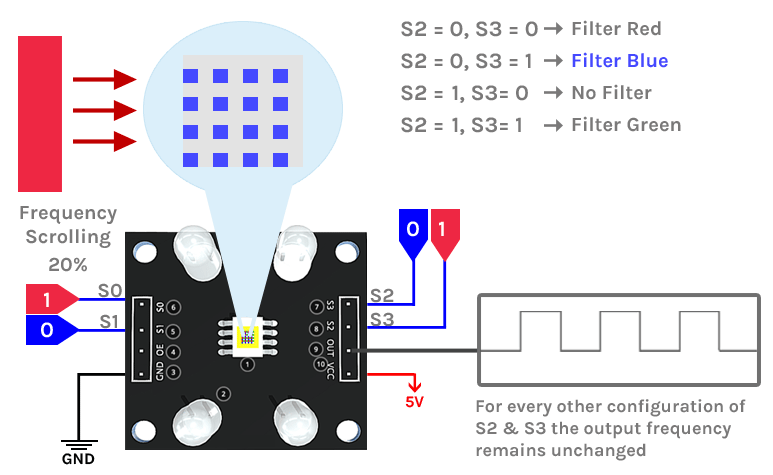 S2 = 0, S3 = 0 → Filter Red
S2 = 0, S3 = 1 → Filter Blue
S2 = 1, S3= 0 → No Filter
S2 = 1, S3= 1 → Filter Green
Frequency
Scrolling
20%
0 1
1 S0
0 S1
S2
S3
S0 6
S1 5
OE 4
GND 3
7 S3
8 S2
9 OUT
10 VCC
1
2
5V
GND
For every other configuration of
S2 & S3 the output frequency
remains unchanged